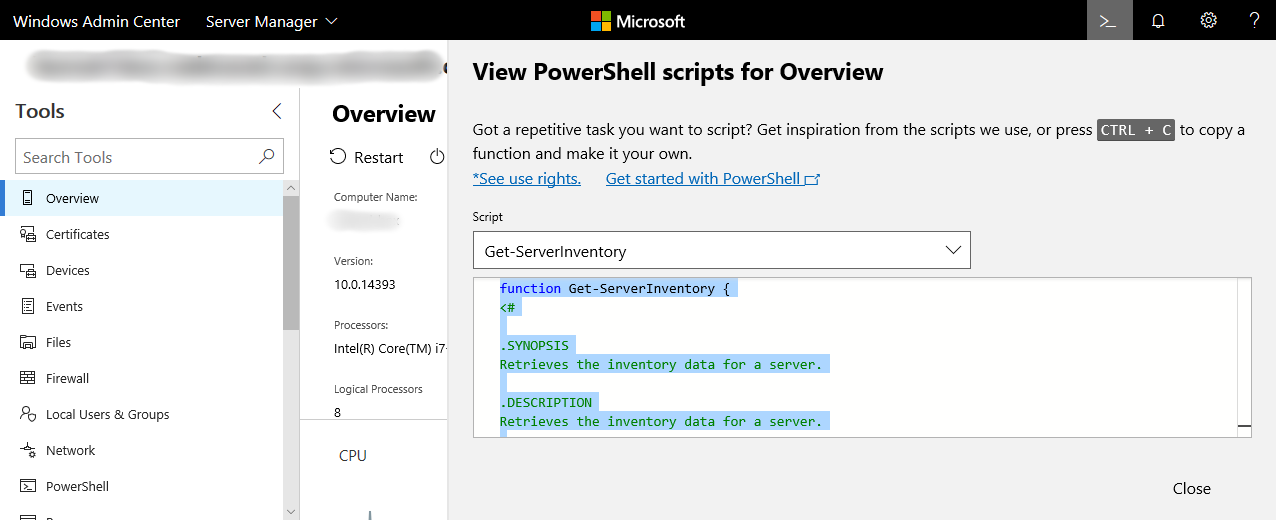 Windows Admin Center
Server Manager
Microsoft
>_
?
Tools
Search Tools
Overview
Certificates
Devices
Events
Files
Firewall
Local Users & Groups
Network
PowerShell
Overview
Restart
Computer Name:
Version:
10.0.14393
Processors:
Intel(R) Core(TM) i7-
Logical Processors
8
CPU
View PowerShell scripts for Overview
Got a repetitive task you want to script? Get inspiration from the scripts we use, or press CTRL + C to copy a
function and make it your own.
*See use rights. Get started with PowerShell
Script
Get-ServerInventory
function Get-ServerInventory {
<#
.SYNOPSIS
Retrieves the inventory data for a server.
.DESCRIPTION
Retrieves the inventory data for a server.
Close